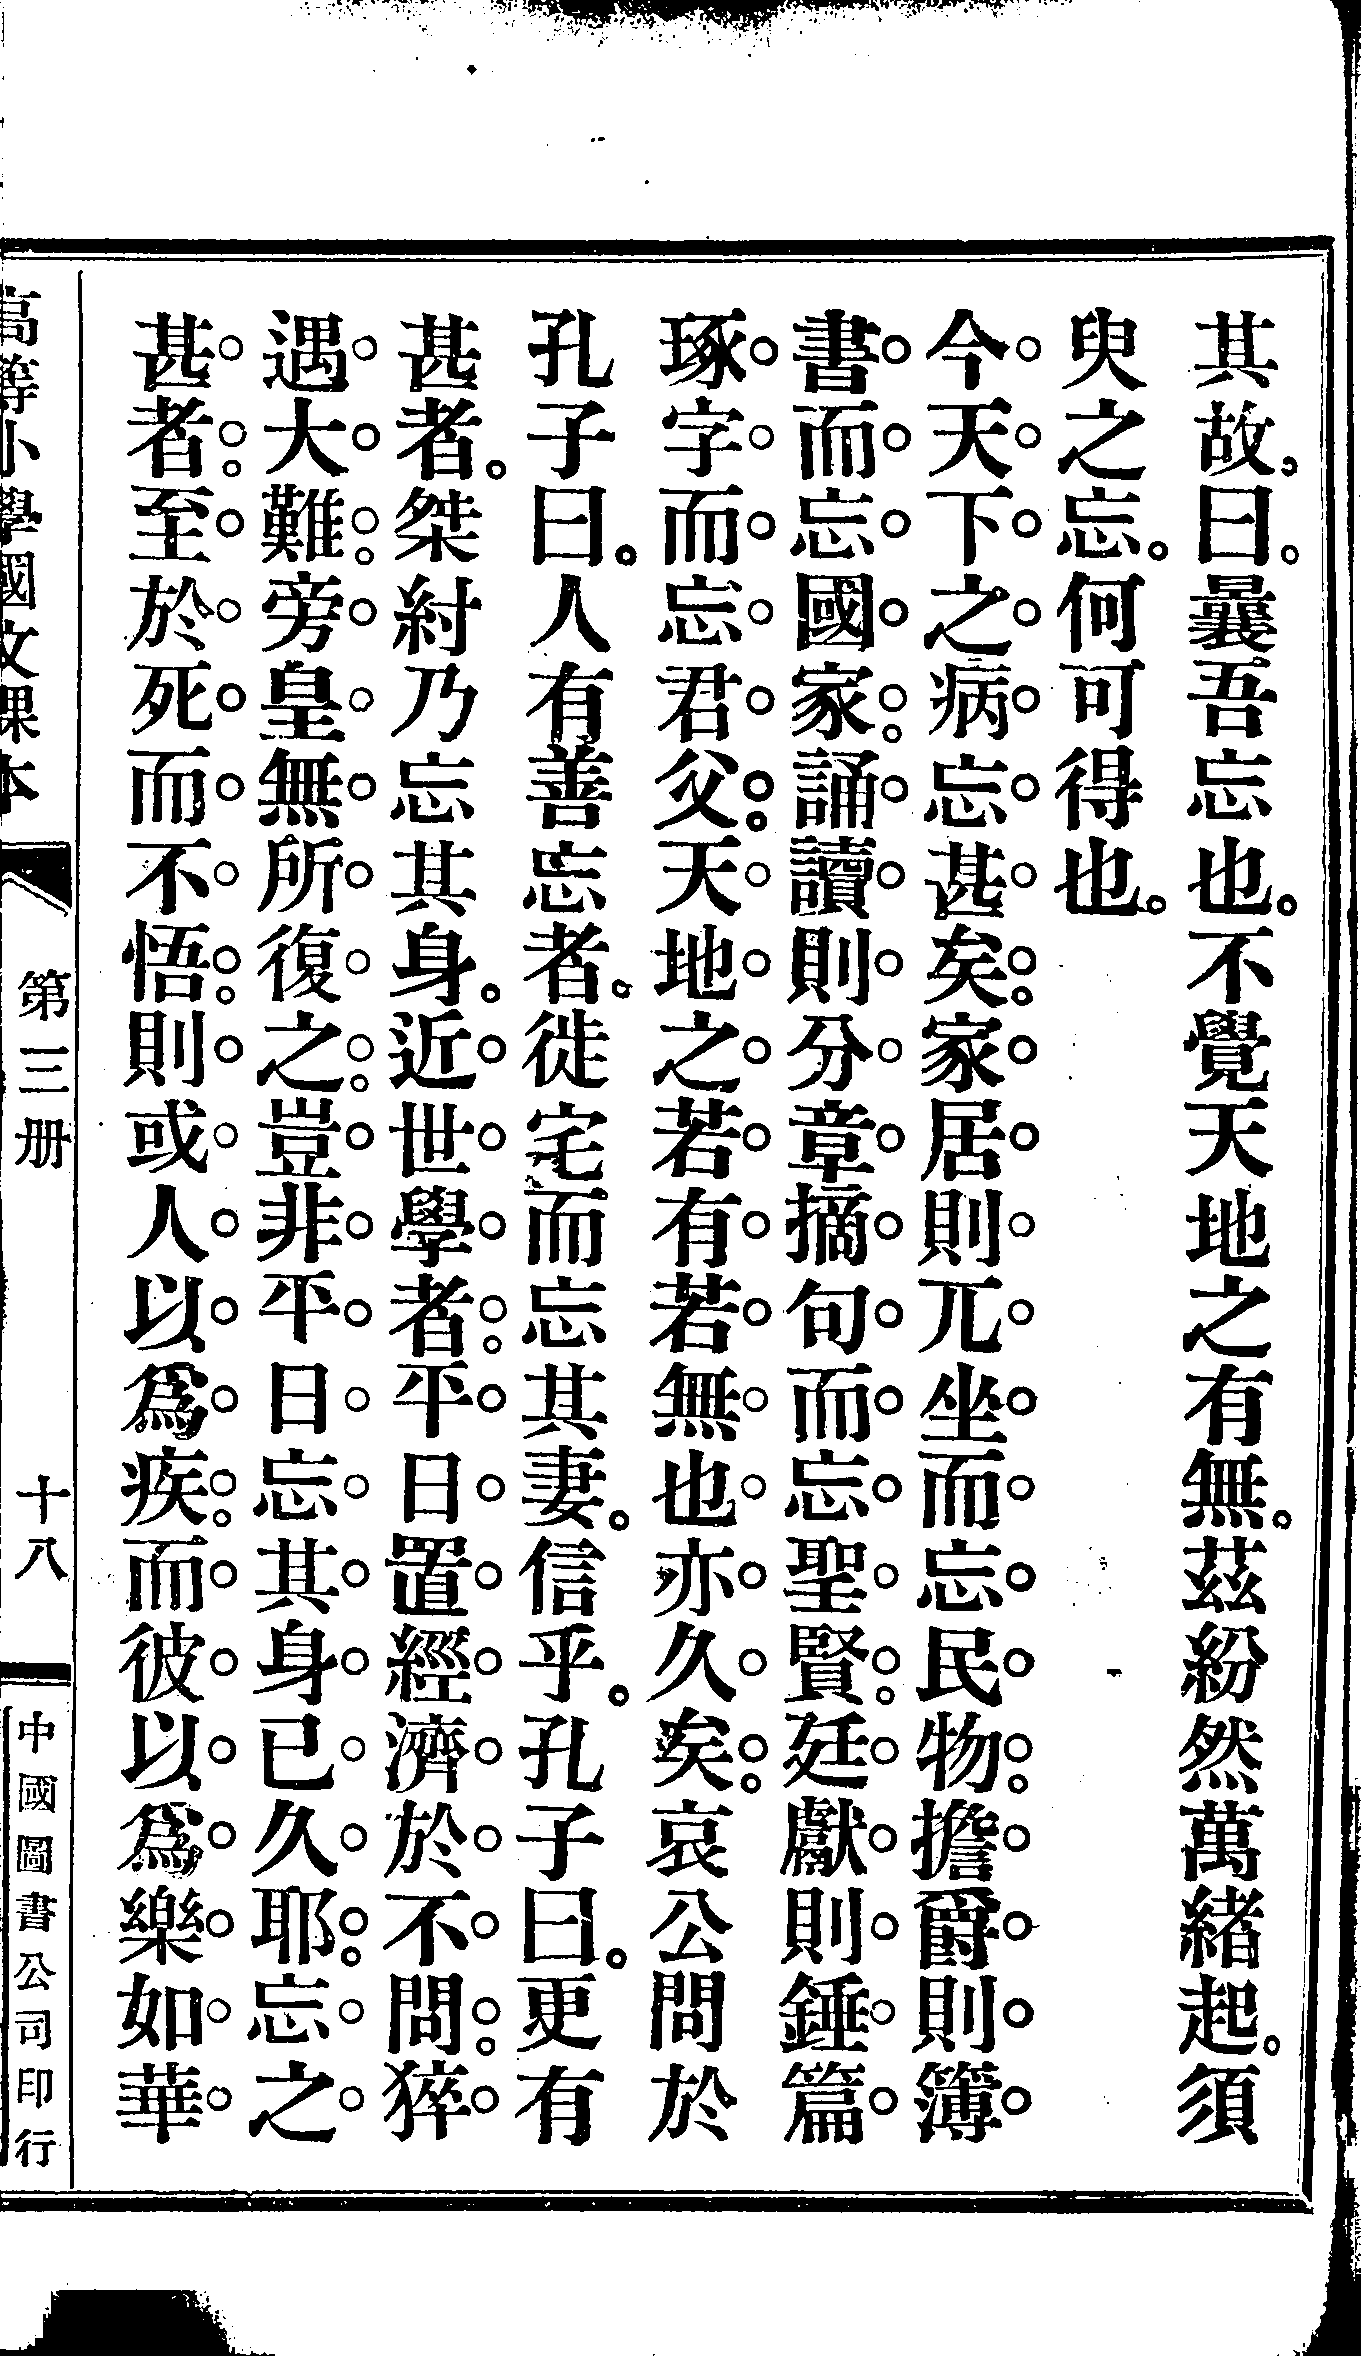 其故曰。曩吾忘也。不覺天地之有無。茲紛然萬緒起。須
臾之忘。何可得也。
今天下之病忘甚矣。家居則兀坐而忘民物。擔爵則簿
書而忘國家。誦讀則分章摘句而忘聖賢。廷獻則錘篇
琢字而忘君父。天地之若有若無也亦久矣。哀公問於
孔子曰。人有善忘者。徙宅而忘其妻。信乎。孔子曰。更有
甚者。桀紂乃忘其身。近世學者。平日置經濟於不問。猝
遇大難。旁皇無所復之。豈非平日忘其身已久耶。忘之
甚者。至於死而不悟。則或人以爲疾。而彼以爲樂如華
高等小學國文課本
第三册
十八
中國圖書公司印行